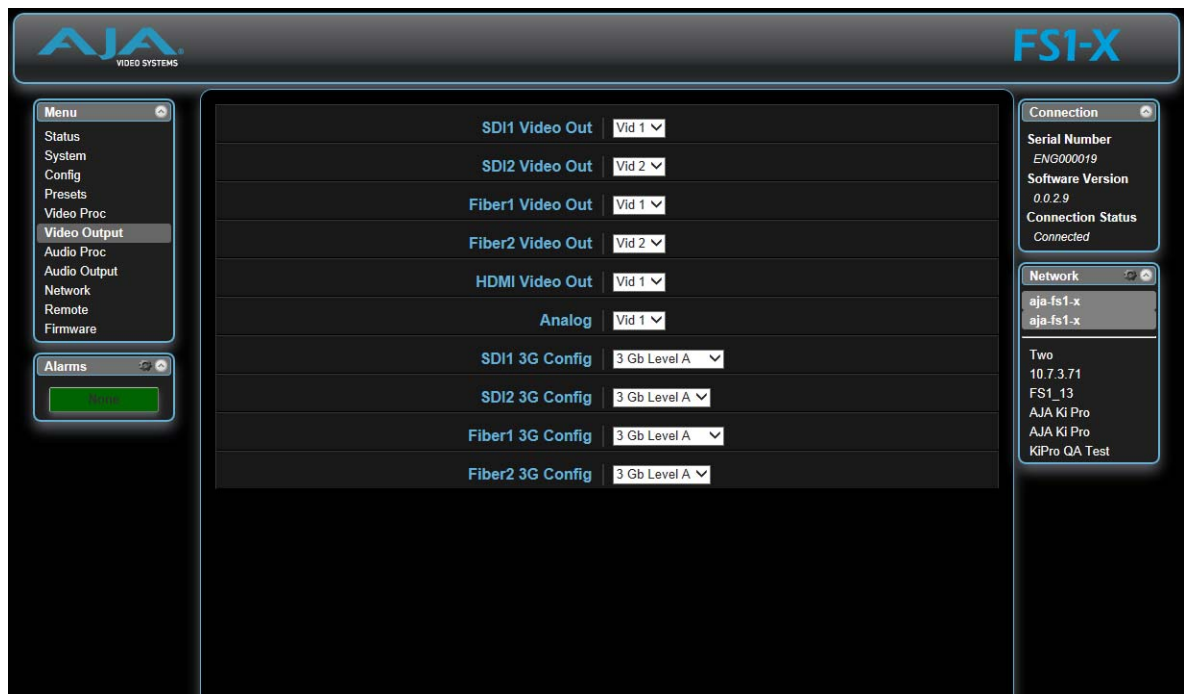 AJA
VIDEO SYSTEMS
FS1-X
Menu
Status
System
Config
Presets
Video Proc
Video Output
Audio Proc
Audio Output
Network
Remote
Firmware
Alarms
None
SDI1 Video Out Vid 1
SDI2 Video Out Vid 2
Fiber1 Video Out Vid 1
Fiber2 Video Out Vid 2
HDMI Video Out Vid 1
Analog Vid 1
SDI1 3G Config 3 Gb Level A
SDI2 3G Config 3 Gb Level A
Fiber1 3G Config 3 Gb Level A
Fiber2 3G Config 3 Gb Level A
Connection
Serial Number
ENG000019
Software Version
0.0.2.9
Connection Status
Connected
Network
aja-fs1-x
aja-fs1-x
Two
10.7.3.71
FS1_13
AJA Ki Pro
AJA Ki Pro
KiPro QA Test